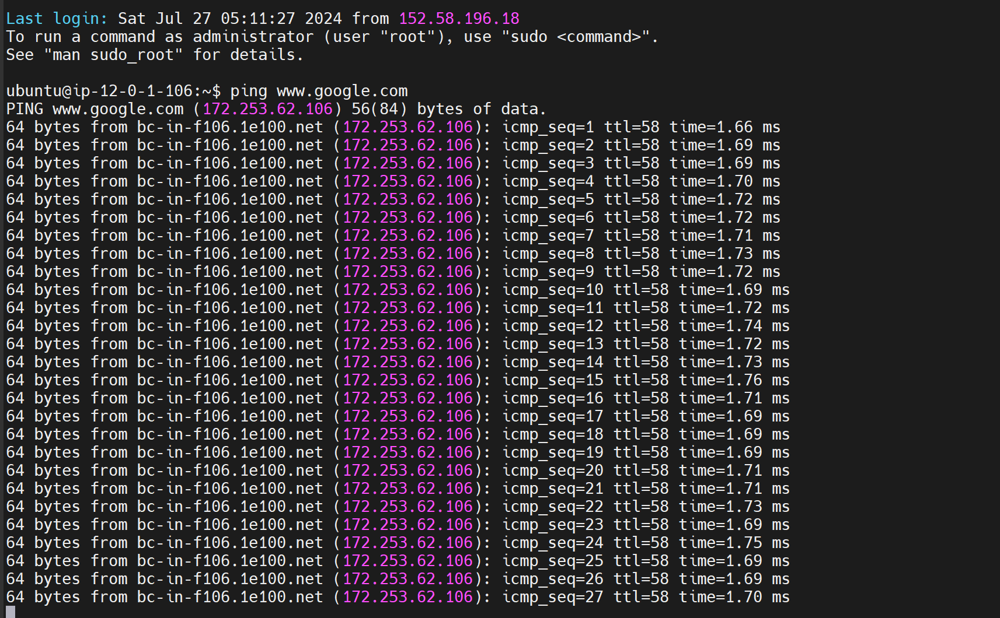 Last login: Sat Jul 27 05:11:27 2024 from 152.58.196.18
To run a command as administrator (user "root"), use "sudo <command>".
See "man sudo_root" for details.
ubuntu@ip-12-0-1-106:~$ ping www.google.com
PING www.google.com (172.253.62.106) 56(84) bytes of data.
64 bytes from bc-in-f106.1e100.net (172.253.62.106): icmp_seq=1 ttl=58 time=1.66 ms
64 bytes from bc-in-f106.1e100.net (172.253.62.106): icmp_seq=2 ttl=58 time=1.69 ms
64 bytes from bc-in-f106.1e100.net (172.253.62.106): icmp_seq=3 ttl=58 time=1.69 ms
64 bytes from bc-in-f106.1e100.net (172.253.62.106): icmp_seq=4 ttl=58 time=1.70 ms
64 bytes from bc-in-f106.1e100.net (172.253.62.106): icmp_seq=5 ttl=58 time=1.72 ms
64 bytes from bc-in-f106.1e100.net (172.253.62.106): icmp_seq=6 ttl=58 time=1.72 ms
64 bytes from bc-in-f106.1e100.net (172.253.62.106): icmp_seq=7 ttl=58 time=1.71 ms
64 bytes from bc-in-f106.1e100.net (172.253.62.106): icmp_seq=8 ttl=58 time=1.73 ms
64 bytes from bc-in-f106.1e100.net (172.253.62.106): icmp_seq=9 ttl=58 time=1.72 ms
64 bytes from bc-in-f106.1e100.net (172.253.62.106): icmp_seq=10 ttl=58 time=1.69 ms
64 bytes from bc-in-f106.1e100.net (172.253.62.106): icmp_seq=11 ttl=58 time=1.72 ms
64 bytes from bc-in-f106.1e100.net (172.253.62.106): icmp_seq=12 ttl=58 time=1.74 ms
64 bytes from bc-in-f106.1e100.net (172.253.62.106): icmp_seq=13 ttl=58 time=1.72 ms
64 bytes from bc-in-f106.1e100.net (172.253.62.106): icmp_seq=14 ttl=58 time=1.73 ms
64 bytes from bc-in-f106.1e100.net (172.253.62.106): icmp_seq=15 ttl=58 time=1.76 ms
64 bytes from bc-in-f106.1e100.net (172.253.62.106): icmp_seq=16 ttl=58 time=1.71 ms
64 bytes from bc-in-f106.1e100.net (172.253.62.106): icmp_seq=17 ttl=58 time=1.69 ms
64 bytes from bc-in-f106.1e100.net (172.253.62.106): icmp_seq=18 ttl=58 time=1.69 ms
64 bytes from bc-in-f106.1e100.net (172.253.62.106): icmp_seq=19 ttl=58 time=1.69 ms
64 bytes from bc-in-f106.1e100.net (172.253.62.106): icmp_seq=20 ttl=58 time=1.71 ms
64 bytes from bc-in-f106.1e100.net (172.253.62.106): icmp_seq=21 ttl=58 time=1.71 ms
64 bytes from bc-in-f106.1e100.net (172.253.62.106): icmp_seq=22 ttl=58 time=1.73 ms
64 bytes from bc-in-f106.1e100.net (172.253.62.106): icmp_seq=23 ttl=58 time=1.69 ms
64 bytes from bc-in-f106.1e100.net (172.253.62.106): icmp_seq=24 ttl=58 time=1.75 ms
64 bytes from bc-in-f106.1e100.net (172.253.62.106): icmp_seq=25 ttl=58 time=1.69 ms
64 bytes from bc-in-f106.1e100.net (172.253.62.106): icmp_seq=26 ttl=58 time=1.69 ms
64 bytes from bc-in-f106.1e100.net (172.253.62.106): icmp_seq=27 ttl=58 time=1.70 ms